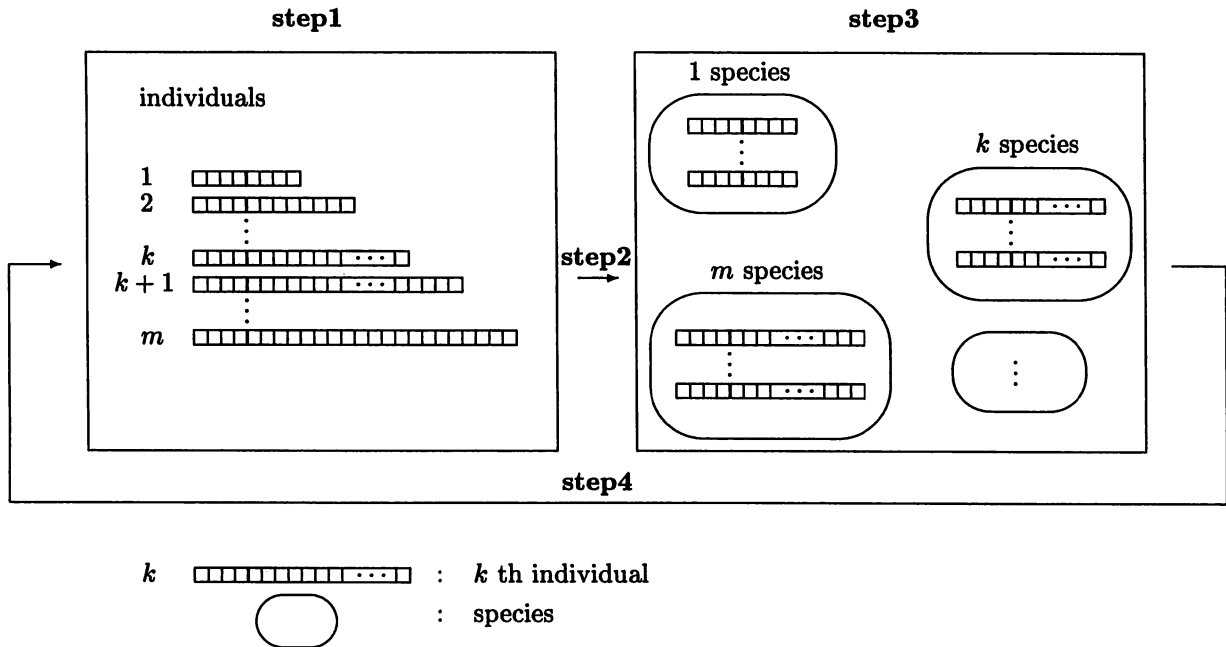 step1
individuals
1
2
k
k + 1
m
step2
step3
1 species
k species
m species
step4
k : k th individual
: species